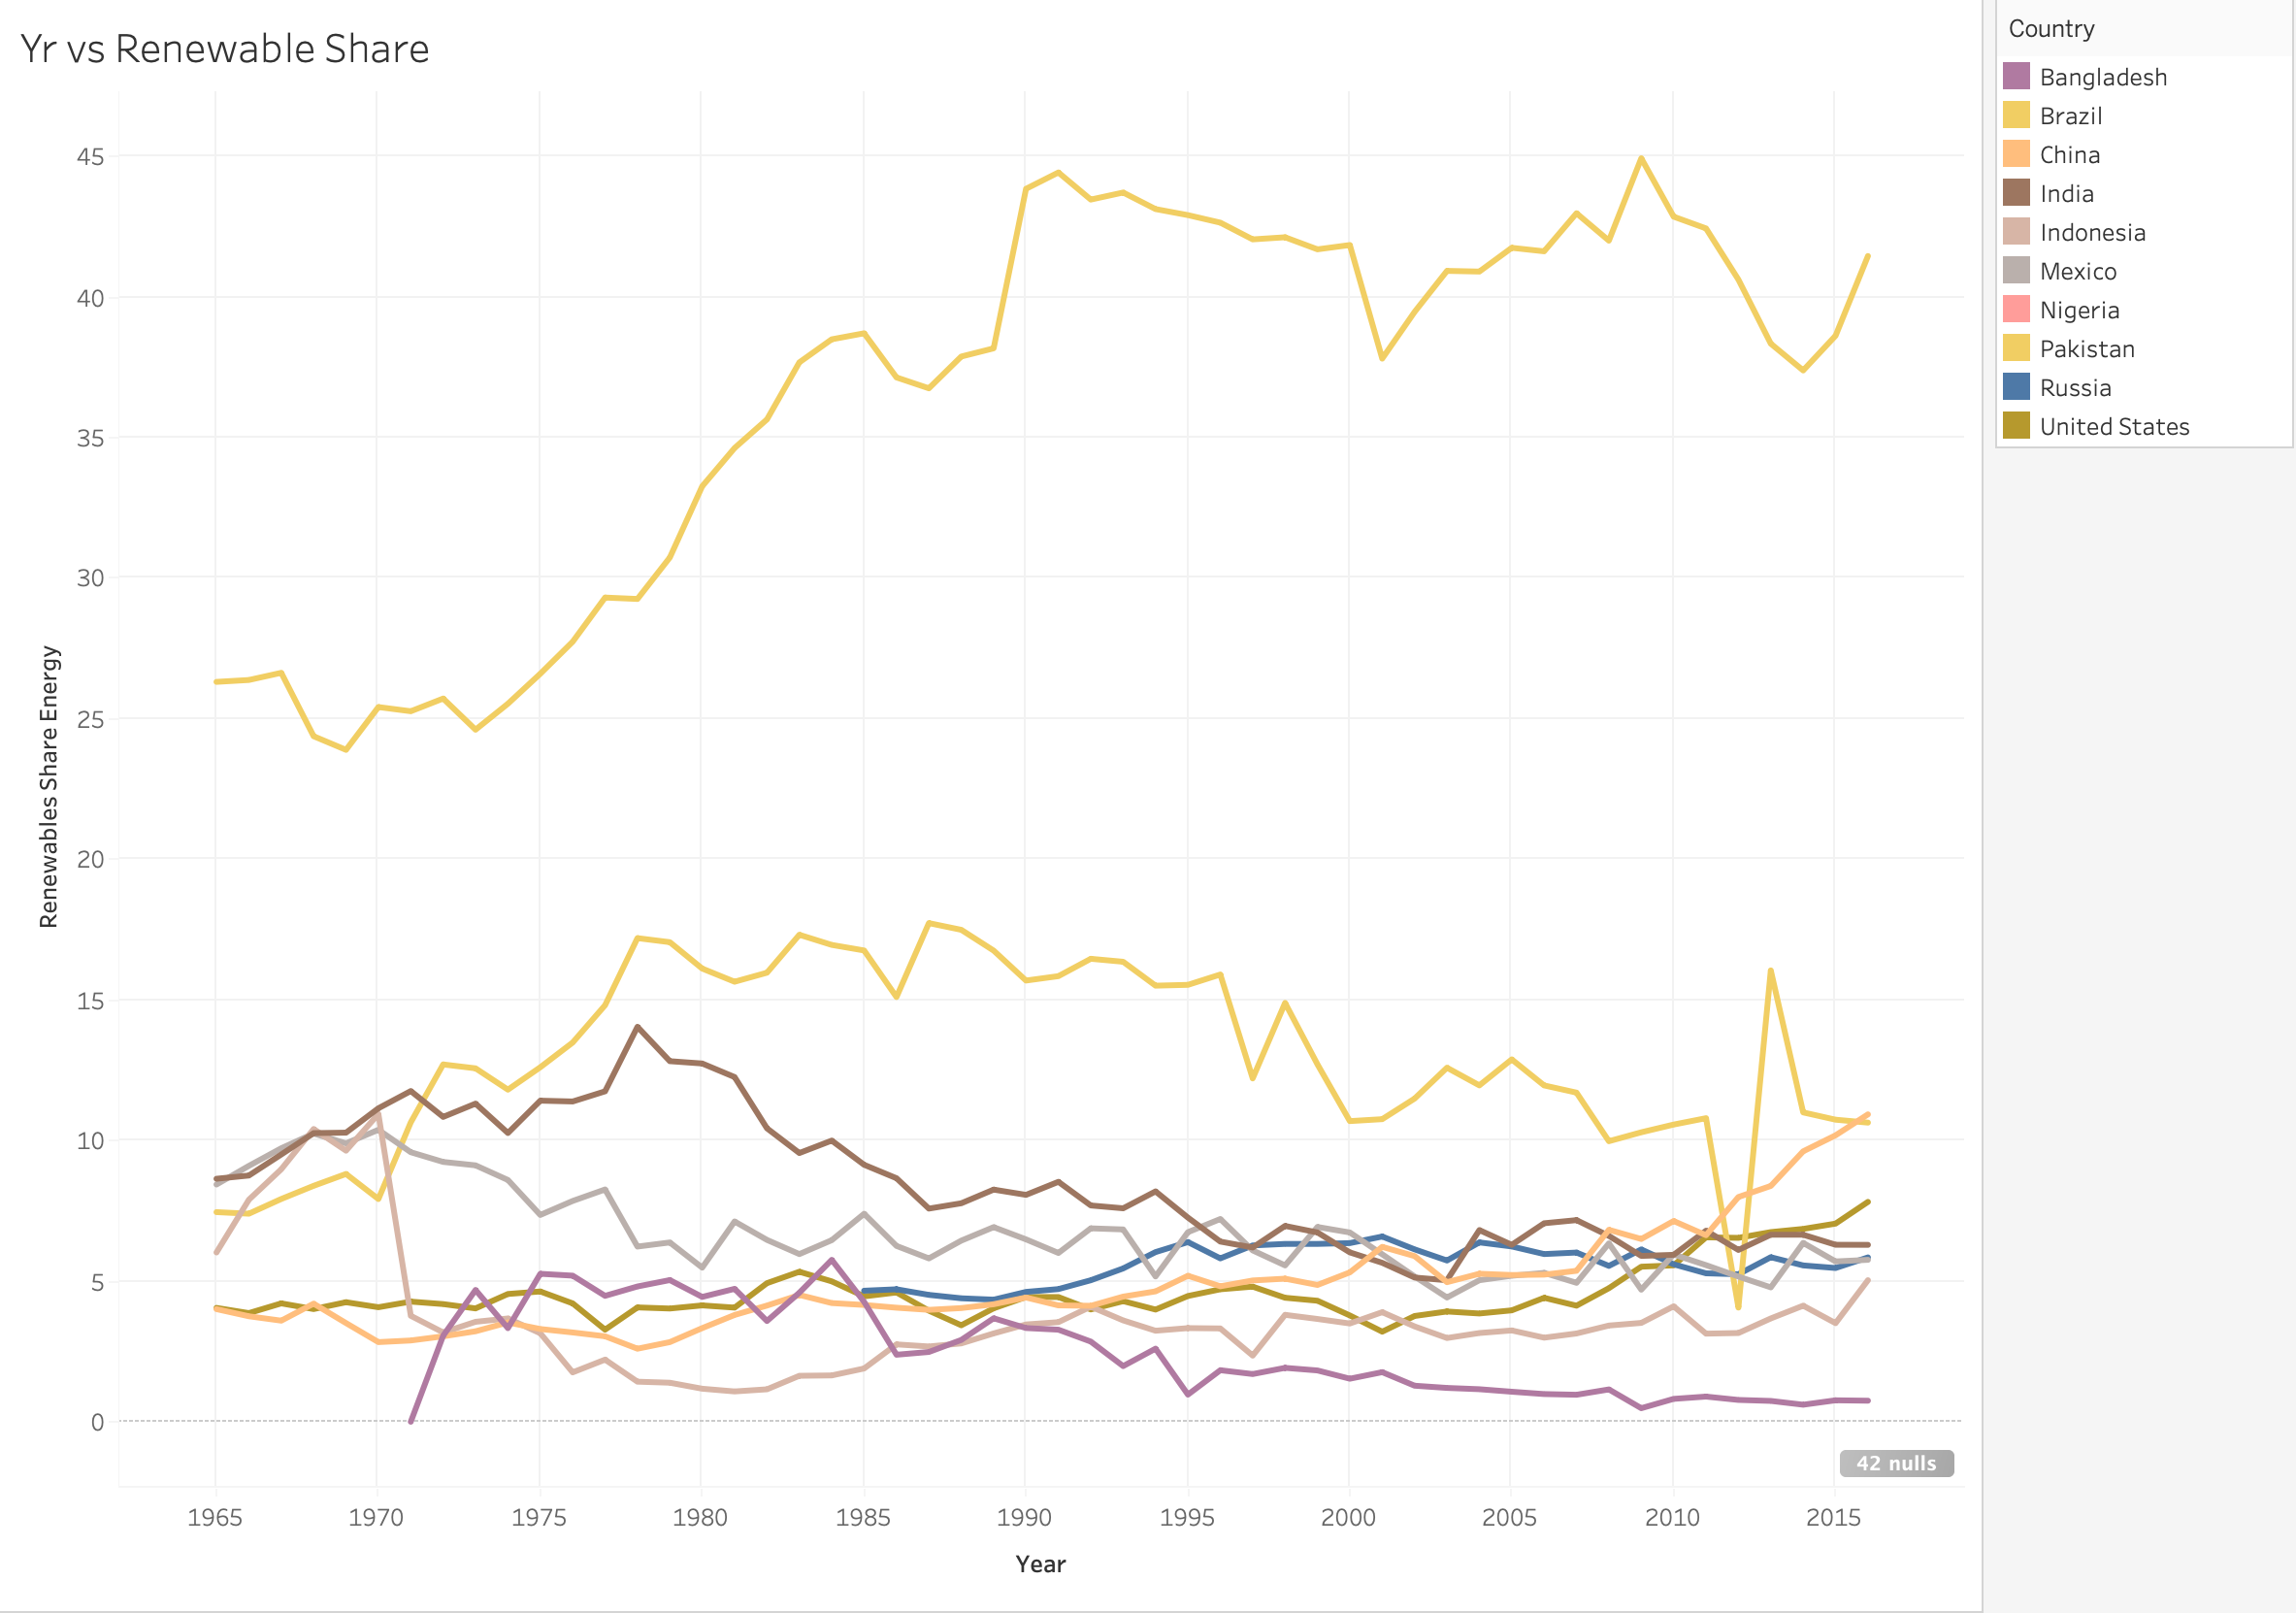 Yr vs Renewable Share
Renewables Share Energy
45
40
35
30
25
20
15
10
5
0
42 nulls
1965 1970 1975 1980 1985 1990 1995 2000 2005 2010 2015
Year
Country
Bangladesh
Brazil
China
India
Indonesia
Mexico
Nigeria
Pakistan
Russia
United States